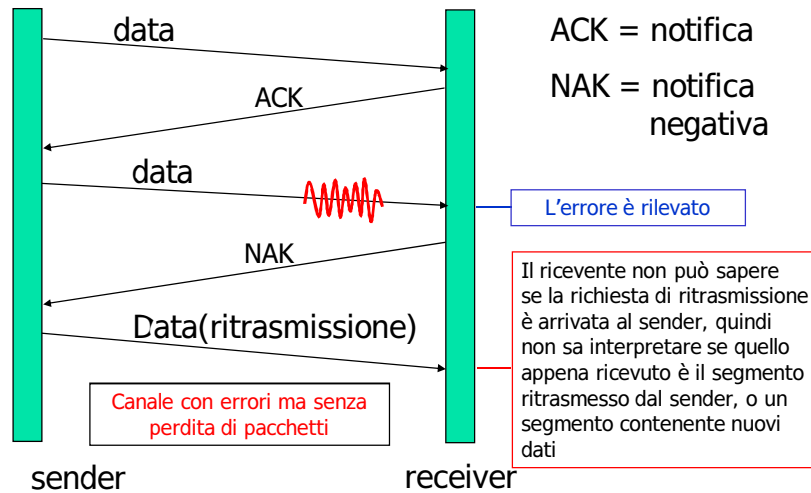 data
ACK = notifica
ACK
NAK = notifica
negativa
data
L'errore è rilevato
NAK
Il ricevente non può sapere
se la richiesta di ritrasmissione
è arrivata al sender, quindi
non sa interpretare se quello
appena ricevuto è il segmento
ritrasmesso dal sender, o un
segmento contenente nuovi
dati
Data(ritrasmissione)
Canale con errori ma senza
perdita di pacchetti
sender
receiver